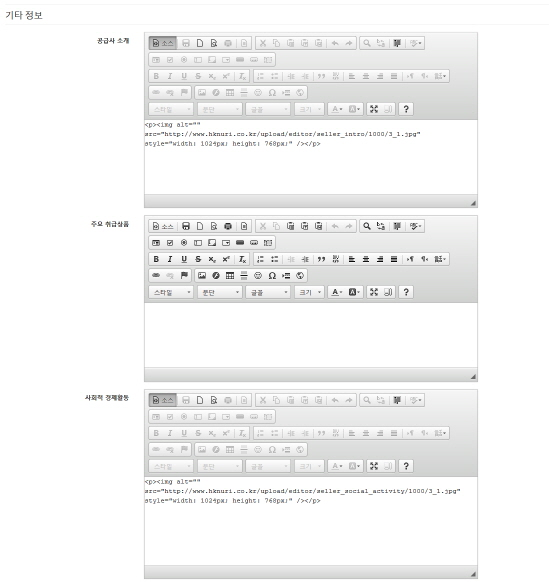 기타 정보
공급사 소개
소스
스타일 문단 글꼴 크기
<p><img alt=""
src="http://www.hknuri.co.kr/upload/editor/seller_intro/1000/3_1.jpg"
style="width: 1024px; height: 768px;" /></p>
주요 취급상품
소스
스타일 문단 글꼴 크기
사회적 경제활동
소스
스타일 문단 글꼴 크기
<p><img alt=""
src="http://www.hknuri.co.kr/upload/editor/seller_social_activity/1000/3_1.jpg"
style="width: 1024px; height: 768px;" /></p>